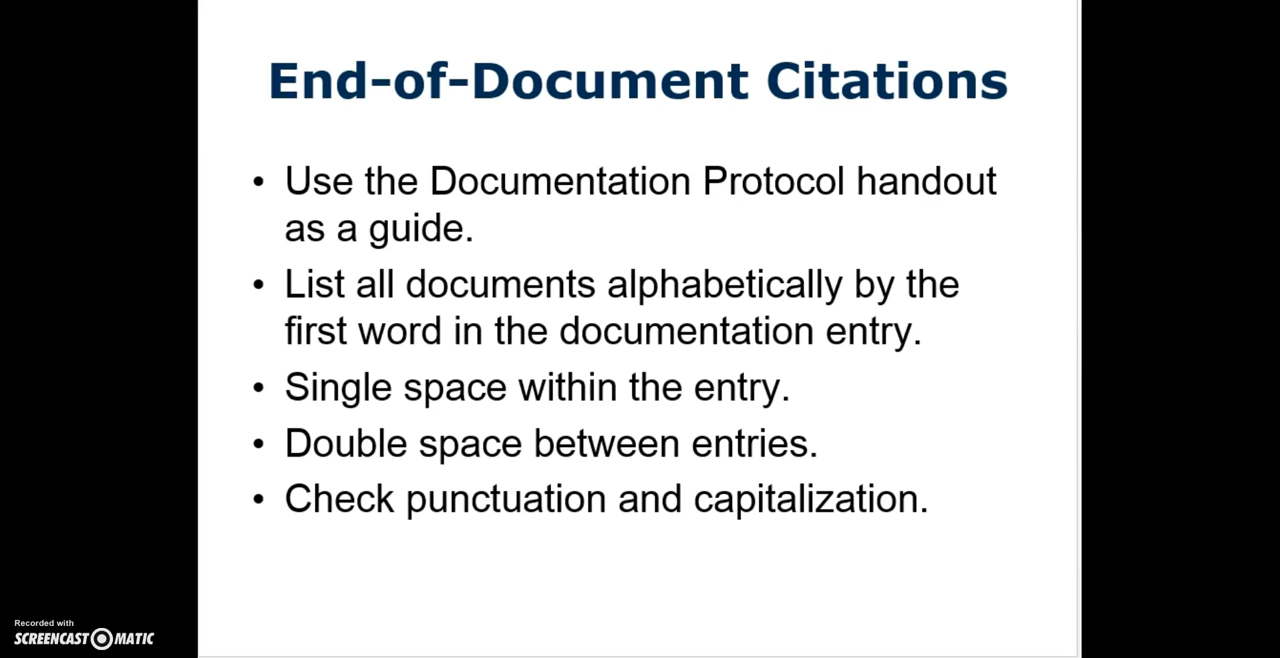 End-of-Document Citations
• Use the Documentation Protocol handout
as a guide.
• List all documents alphabetically by the
first word in the documentation entry.
• Single space within the entry.
• Double space between entries.
• Check punctuation and capitalization.
Recorded with
SCREENCAST MATIC